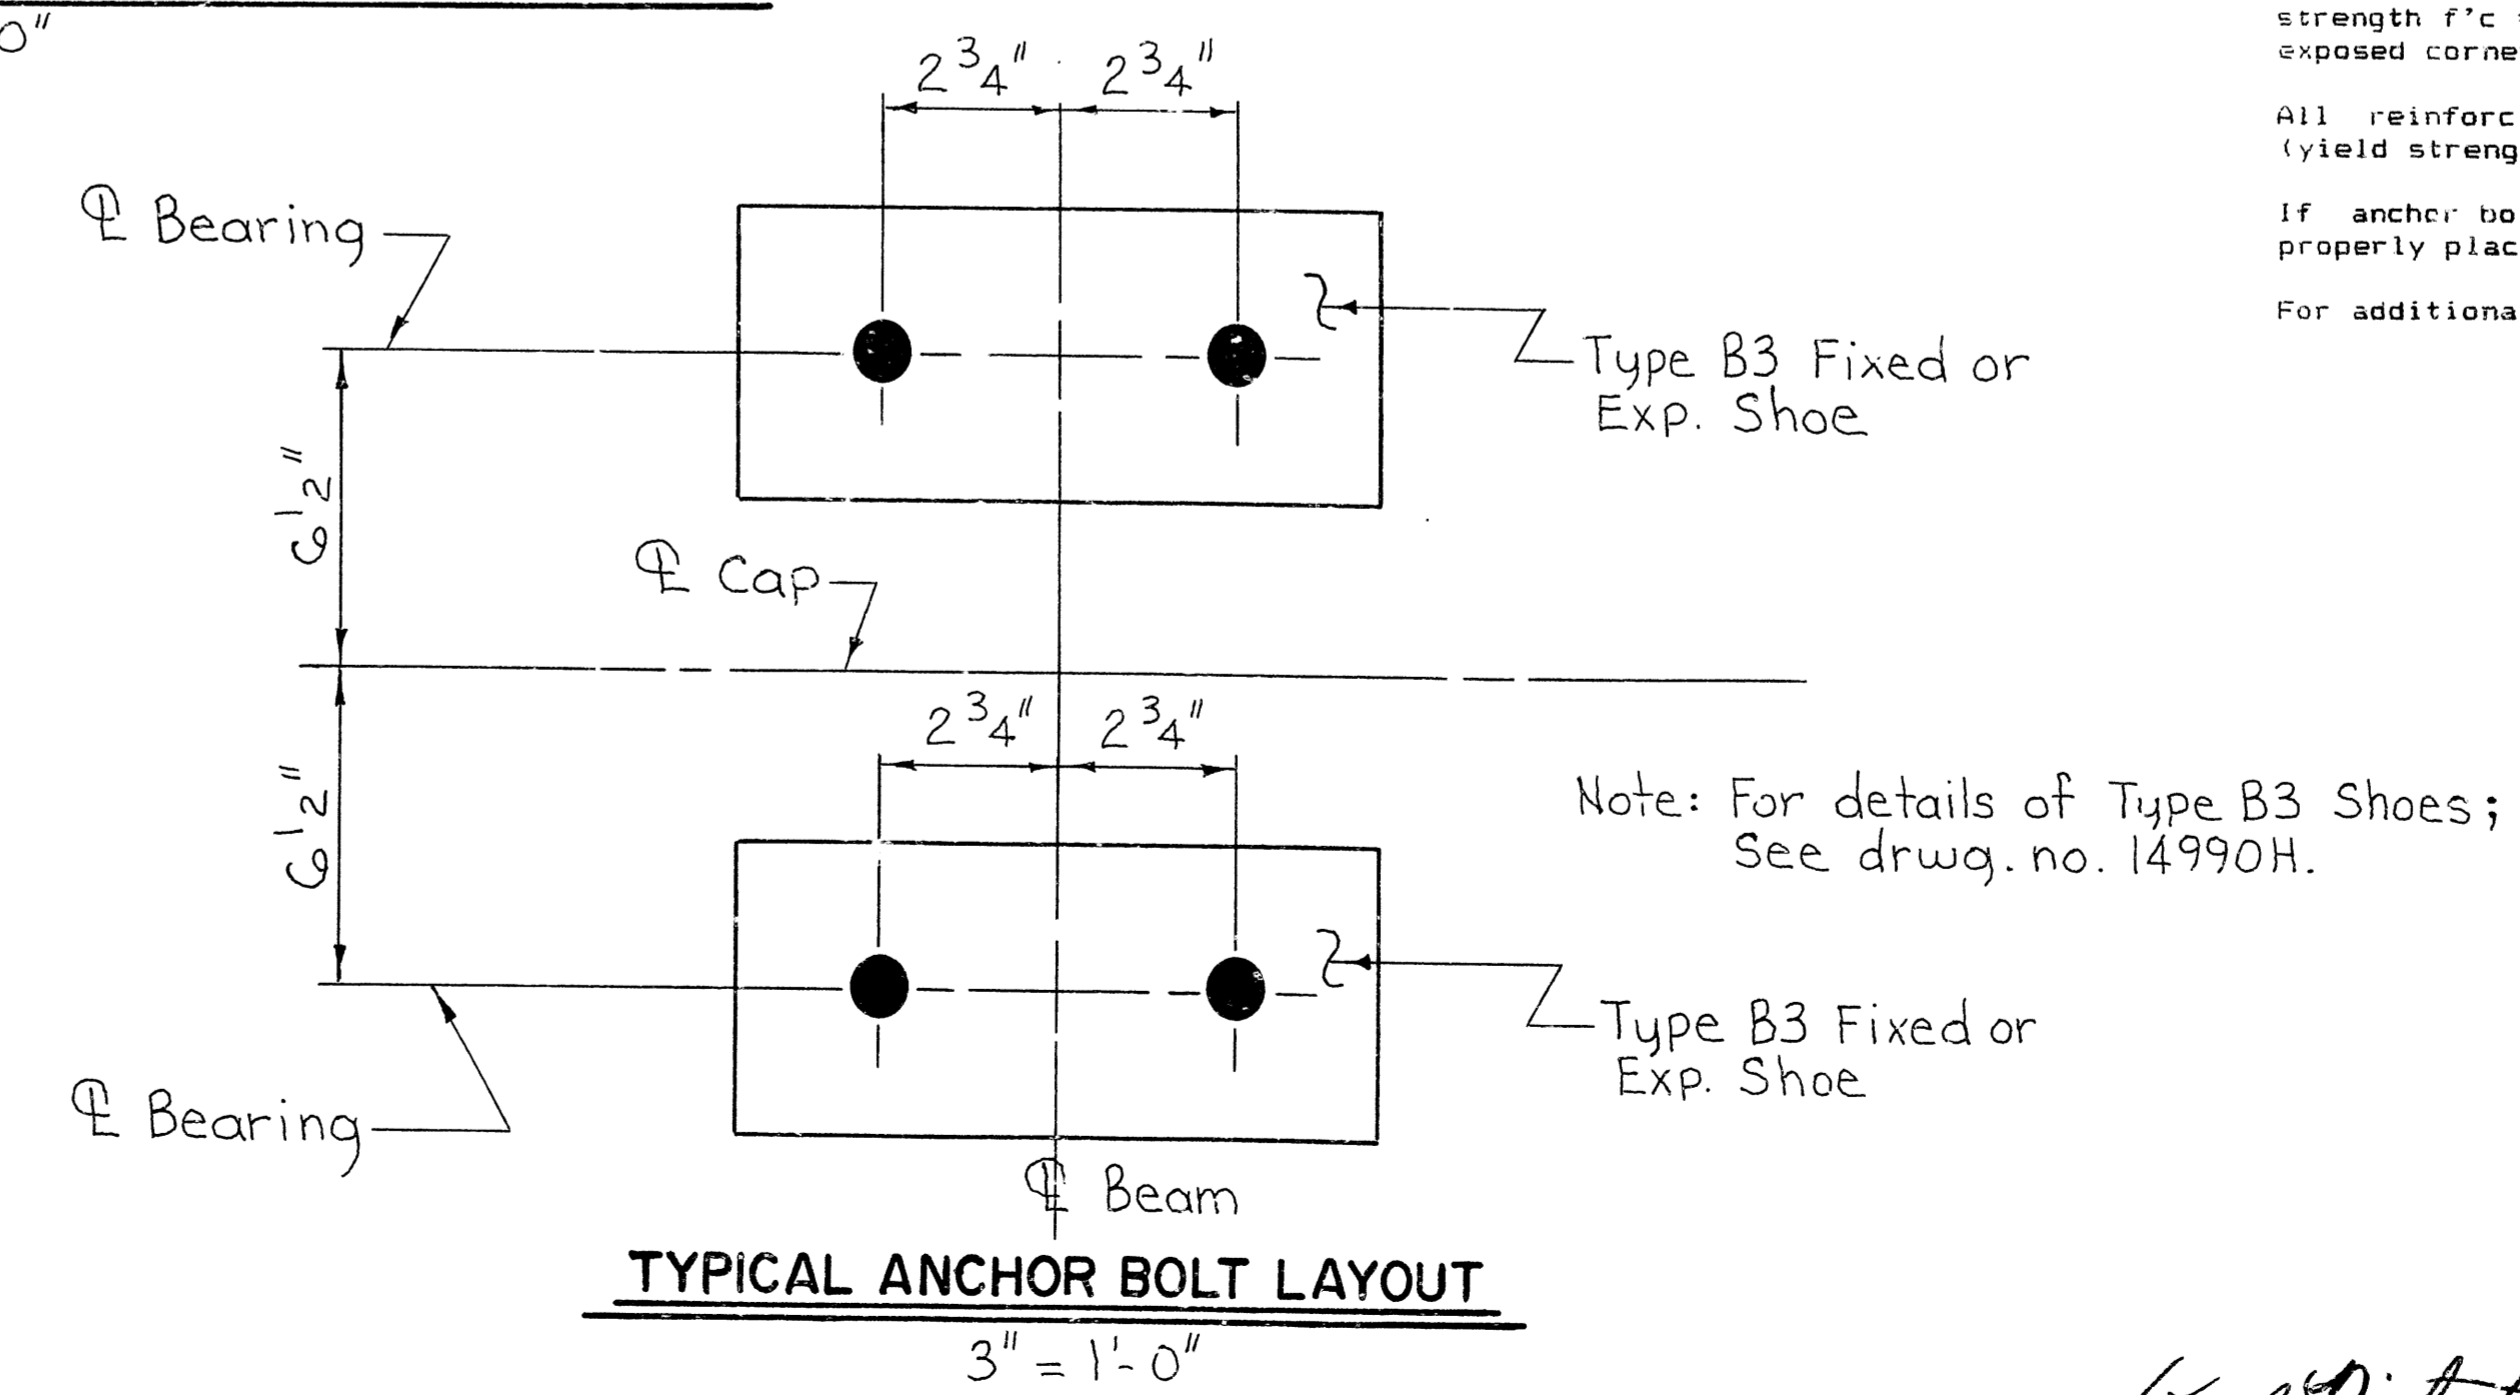 0"
2 3/4" 2 3/4"
℄ Bearing
Type B3 Fixed or
Exp. Shoe
6 1/2"
℄ Cap
2 3/4" 2 3/4"
6 1/2"
Note: For details of Type B3 Shoes;
See drwg. no. 14990H.
Type B3 Fixed or
Exp. Shoe
℄ Bearing
℄ Beam
TYPICAL ANCHOR BOLT LAYOUT
3" = 1'-0"
strength f'c
exposed corne
All reinforc
(yield streng
If anchor bo
properly plac
For additiona